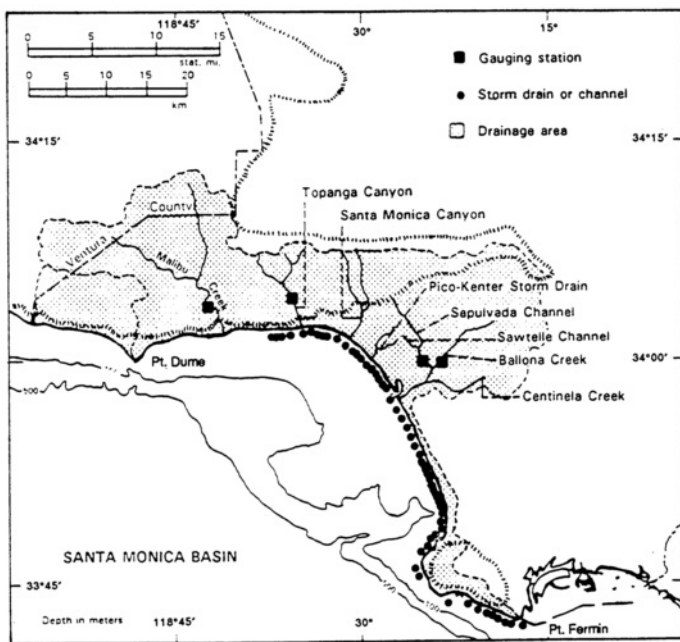 118°45'
30'
15'
0 5 10 15
stat. mi.
0 5 10 15 20
km
Gauging station
Storm drain or channel
Drainage area
34°15'
34°15'
Topanga Canyon
Santa Monica Canyon
Ventura County
Malibu Creek
Pico-Kenter Storm Drain
Sapulvada Channel
Sawtelle Channel
Ballona Creek
Centinela Creek
Pt. Dume
34°00'
500
SANTA MONICA BASIN
33°45'
Depth in meters
118°45'
30'
Pt. Fermin